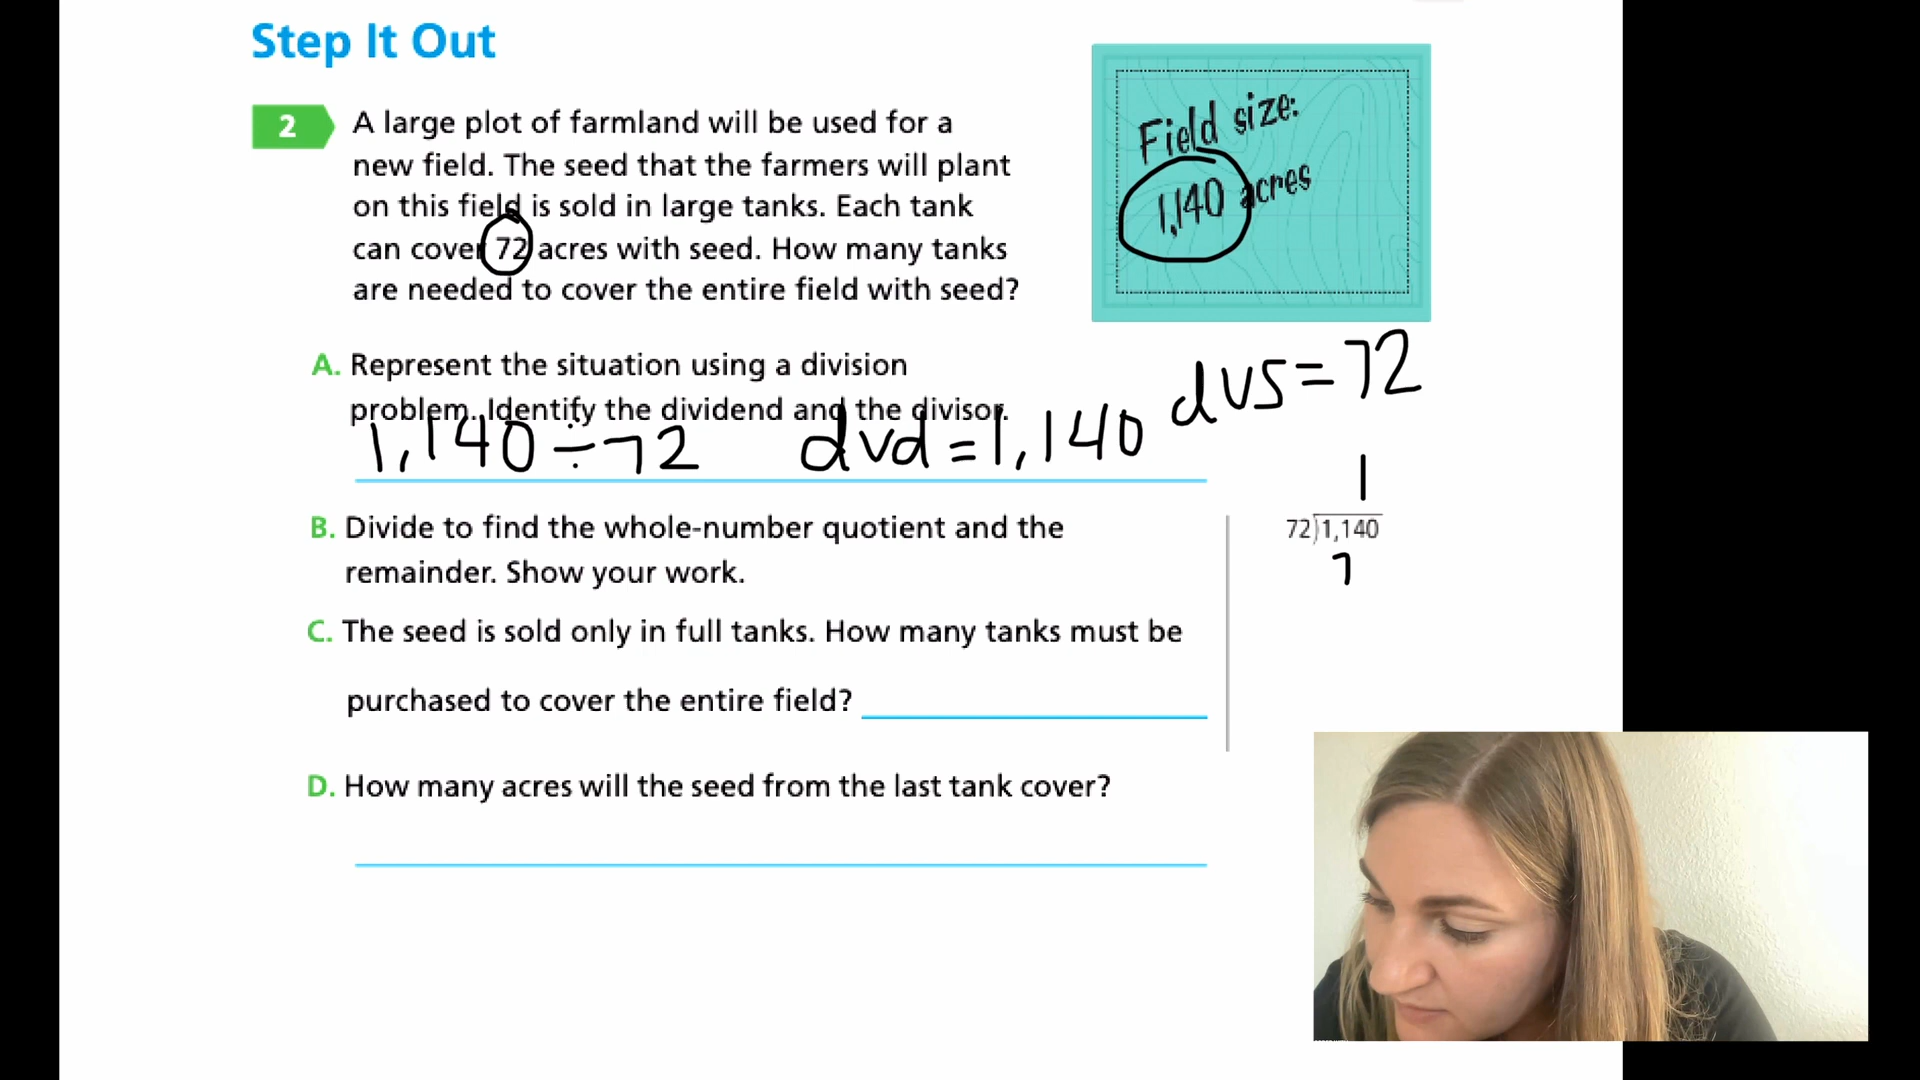 Step It Out
2 A large plot of farmland will be used for a
new field. The seed that the farmers will plant
on this field is sold in large tanks. Each tank
can cover 72 acres with seed. How many tanks
are needed to cover the entire field with seed?
Field size:
1,140 acres
A. Represent the situation using a division
problem. Identify the dividend and the divisor.
1,140 ÷ 72 dvd = 1,140 dvs = 72
B. Divide to find the whole-number quotient and the
remainder. Show your work.
1
72)1,140
7
C. The seed is sold only in full tanks. How many tanks must be
purchased to cover the entire field?
D. How many acres will the seed from the last tank cover?